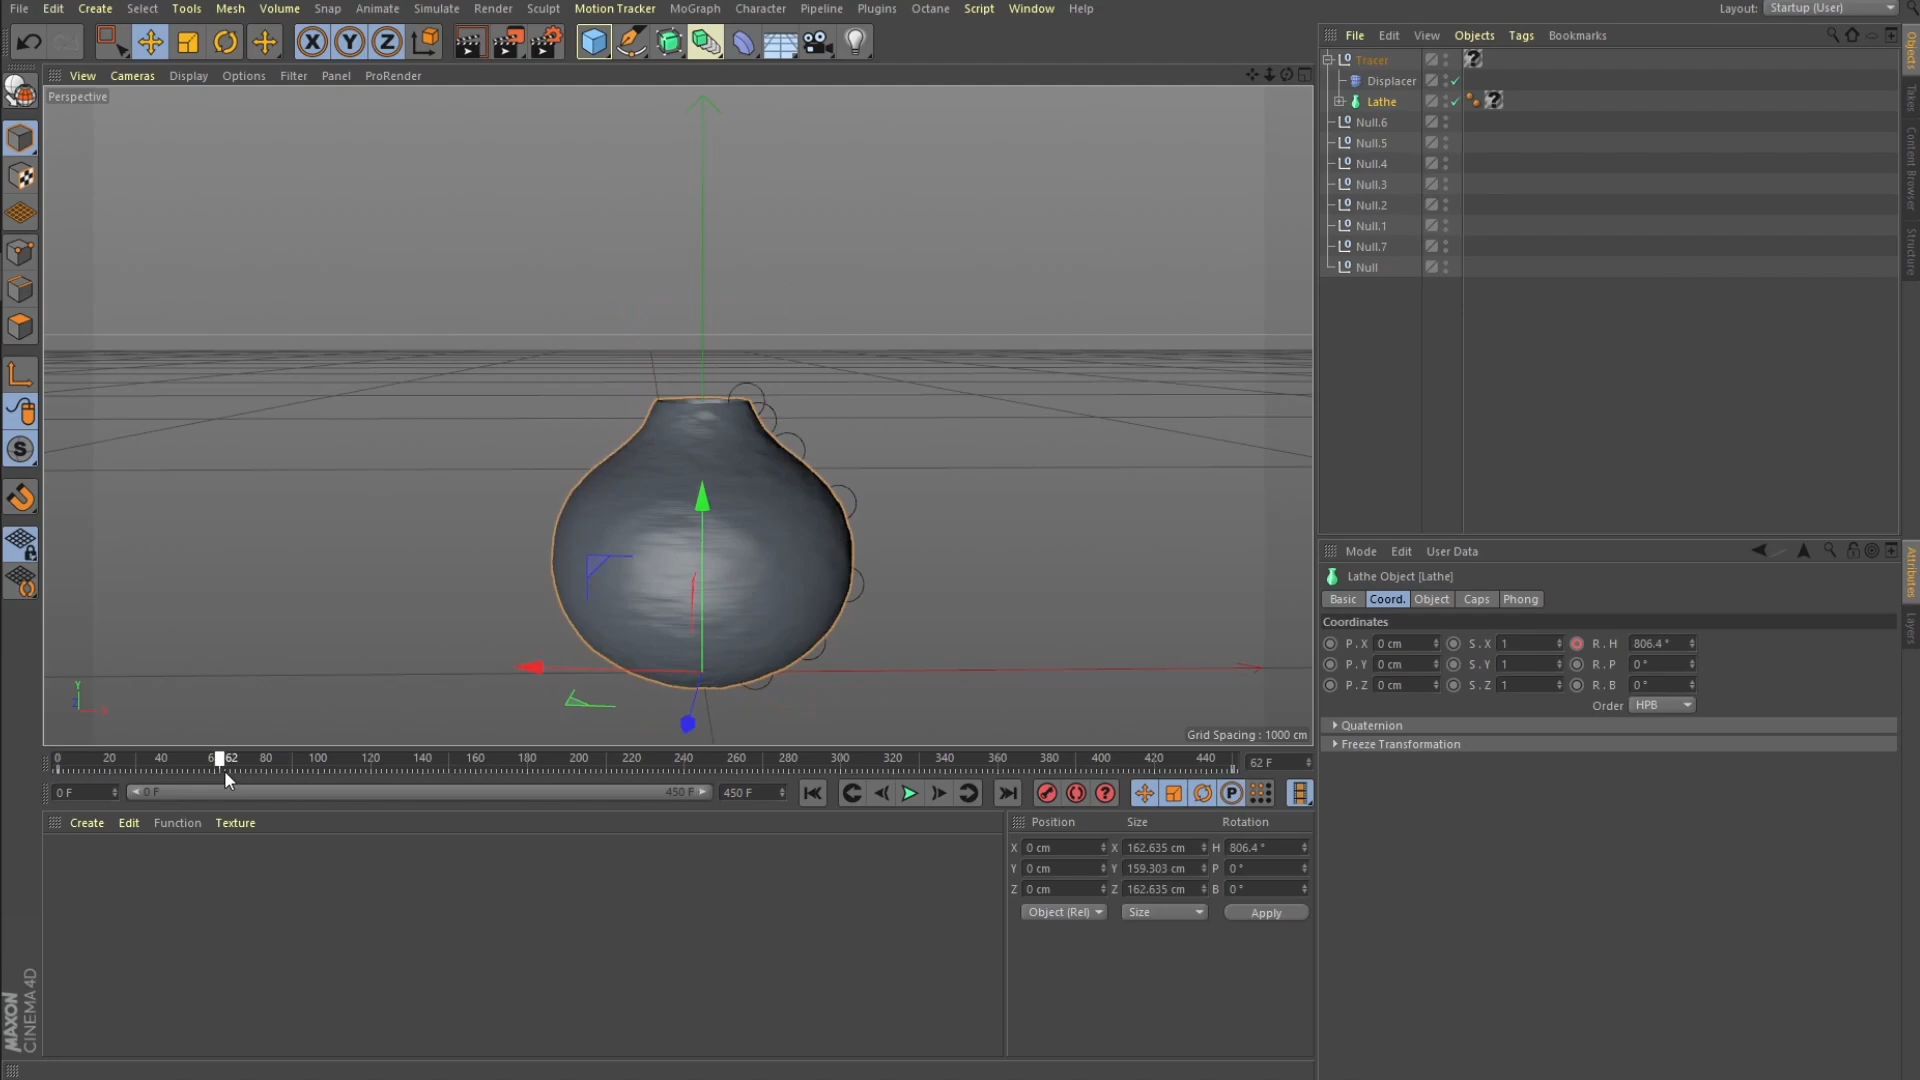 File Edit Create Select Tools Mesh Volume Snap Animate Simulate Render Sculpt Motion Tracker MoGraph Character Pipeline Plugins Octane Script Window Help
Layout: Startup (User)
View Cameras Display Options Filter Panel ProRender
Perspective
Grid Spacing : 1000 cm
File Edit View Objects Tags Bookmarks
Tracer
Displacer
Lathe
Null.6
Null.5
Null.4
Null.3
Null.2
Null.1
Null.7
Null
Objects
Takes
Content Browser
Structure
Mode Edit User Data
Lathe Object [Lathe]
Basic Coord. Object Caps Phong
Coordinates
P . X 0 cm S . X 1 R . H 806.4 °
P . Y 0 cm S . Y 1 R . P 0 °
P . Z 0 cm S . Z 1 R . B 0 °
Order HPB
Quaternion
Freeze Transformation
Attributes
Layers
0 20 40 62 80 100 120 140 160 180 200 220 240 260 280 300 320 340 360 380 400 420 440
62 F
0 F 0 F 450 F 450 F
Create Edit Function Texture
Position Size Rotation
X 0 cm X 162.635 cm H 806.4 °
Y 0 cm Y 159.303 cm P 0 °
Z 0 cm Z 162.635 cm B 0 °
Object (Rel) Size Apply
MAXON
CINEMA 4D
X Y Z
S
P
Y